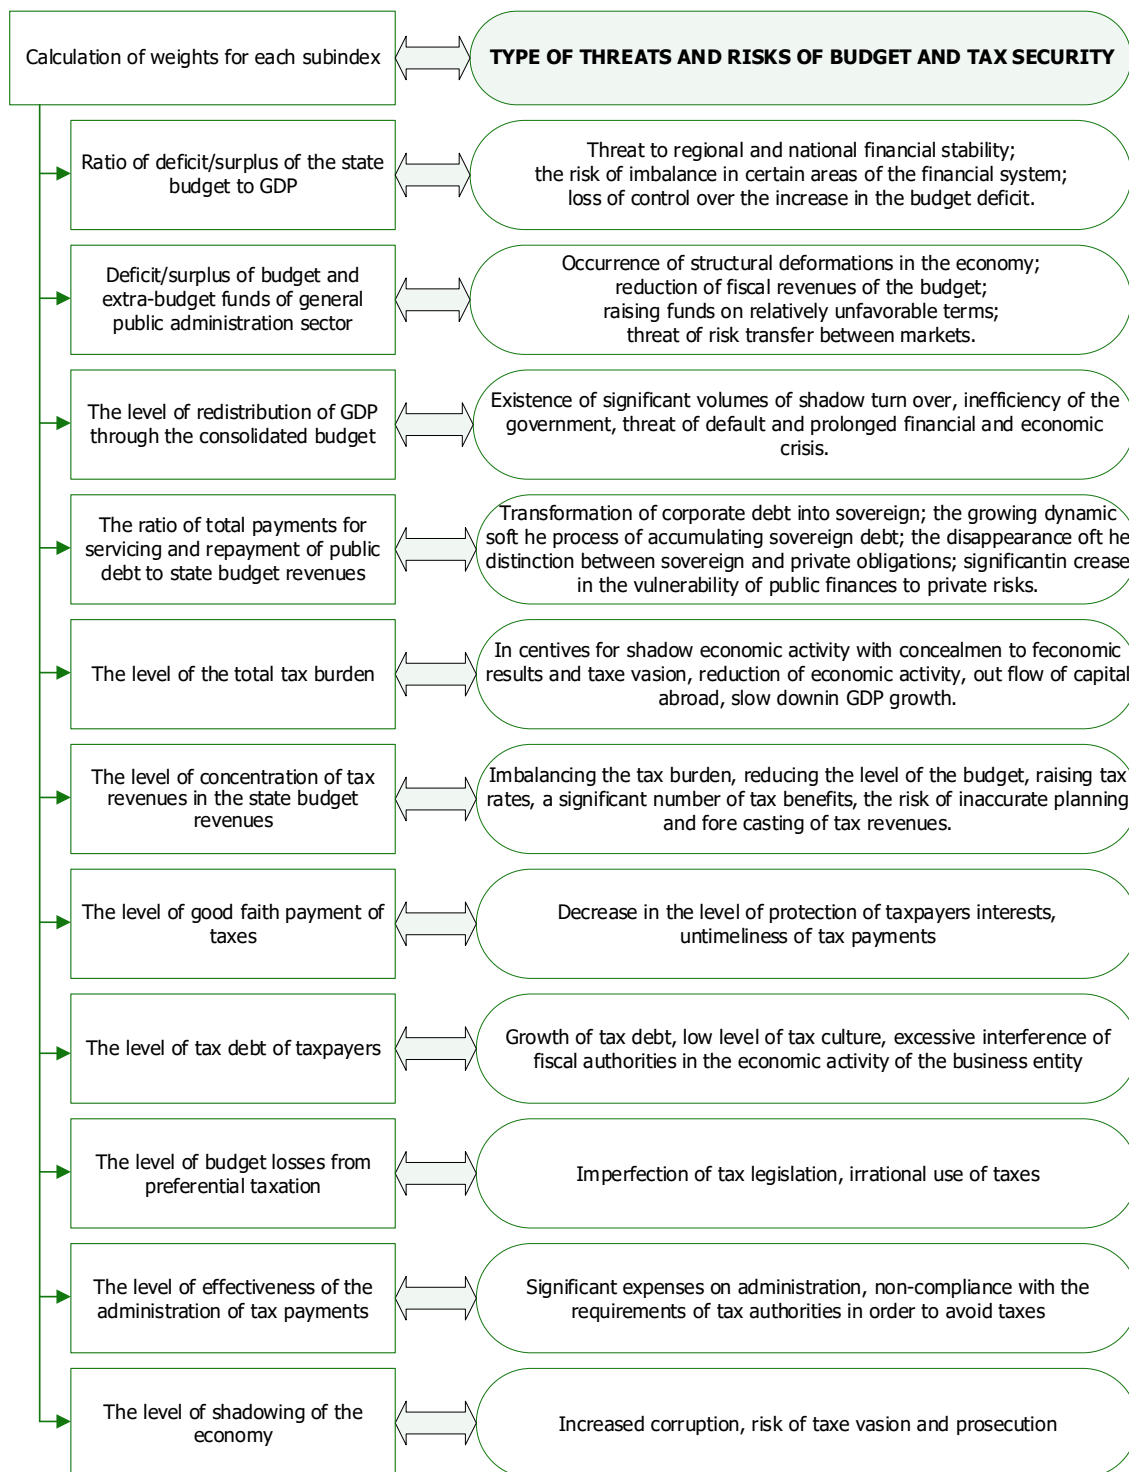 Calculation of weights for each subindex
TYPE OF THREATS AND RISKS OF BUDGET AND TAX SECURITY
Ratio of deficit/surplus of the state
budget to GDP
Threat to regional and national financial stability;
the risk of imbalance in certain areas of the financial system;
loss of control over the increase in the budget deficit.
Deficit/surplus of budget and
extra-budget funds of general
public administration sector
Occurrence of structural deformations in the economy;
reduction of fiscal revenues of the budget;
raising funds on relatively unfavorable terms;
threat of risk transfer between markets.
The level of redistribution of GDP
through the consolidated budget
Existence of significant volumes of shadow turn over, inefficiency of the
government, threat of default and prolonged financial and economic
crisis.
The ratio of total payments for
servicing and repayment of public
debt to state budget revenues
Transformation of corporate debt into sovereign; the growing dynamic
soft he process of accumulating sovereign debt; the disappearance oft he
distinction between sovereign and private obligations; significantin crease
in the vulnerability of public finances to private risks.
The level of the total tax burden
In centives for shadow economic activity with concealmen to feconomic
results and taxe vasion, reduction of economic activity, out flow of capital
abroad, slow downin GDP growth.
The level of concentration of tax
revenues in the state budget
revenues
Imbalancing the tax burden, reducing the level of the budget, raising tax
rates, a significant number of tax benefits, the risk of inaccurate planning
and fore casting of tax revenues.
The level of good faith payment of
taxes
Decrease in the level of protection of taxpayers interests,
untimeliness of tax payments
The level of tax debt of taxpayers
Growth of tax debt, low level of tax culture, excessive interference of
fiscal authorities in the economic activity of the business entity
The level of budget losses from
preferential taxation
Imperfection of tax legislation, irrational use of taxes
The level of effectiveness of the
administration of tax payments
Significant expenses on administration, non-compliance with the
requirements of tax authorities in order to avoid taxes
The level of shadowing of the
economy
Increased corruption, risk of taxe vasion and prosecution